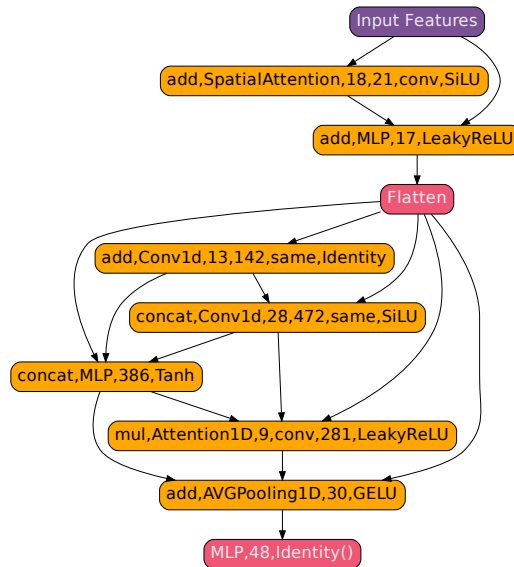 Input Features
add,SpatialAttention,18,21,conv,SiLU
add,MLP,17,LeakyReLU
Flatten
add,Conv1d,13,142,same,Identity
concat,Conv1d,28,472,same,SiLU
concat,MLP,386,Tanh
mul,Attention1D,9,conv,281,LeakyReLU
add,AVGPooling1D,30,GELU
MLP,48,Identity()